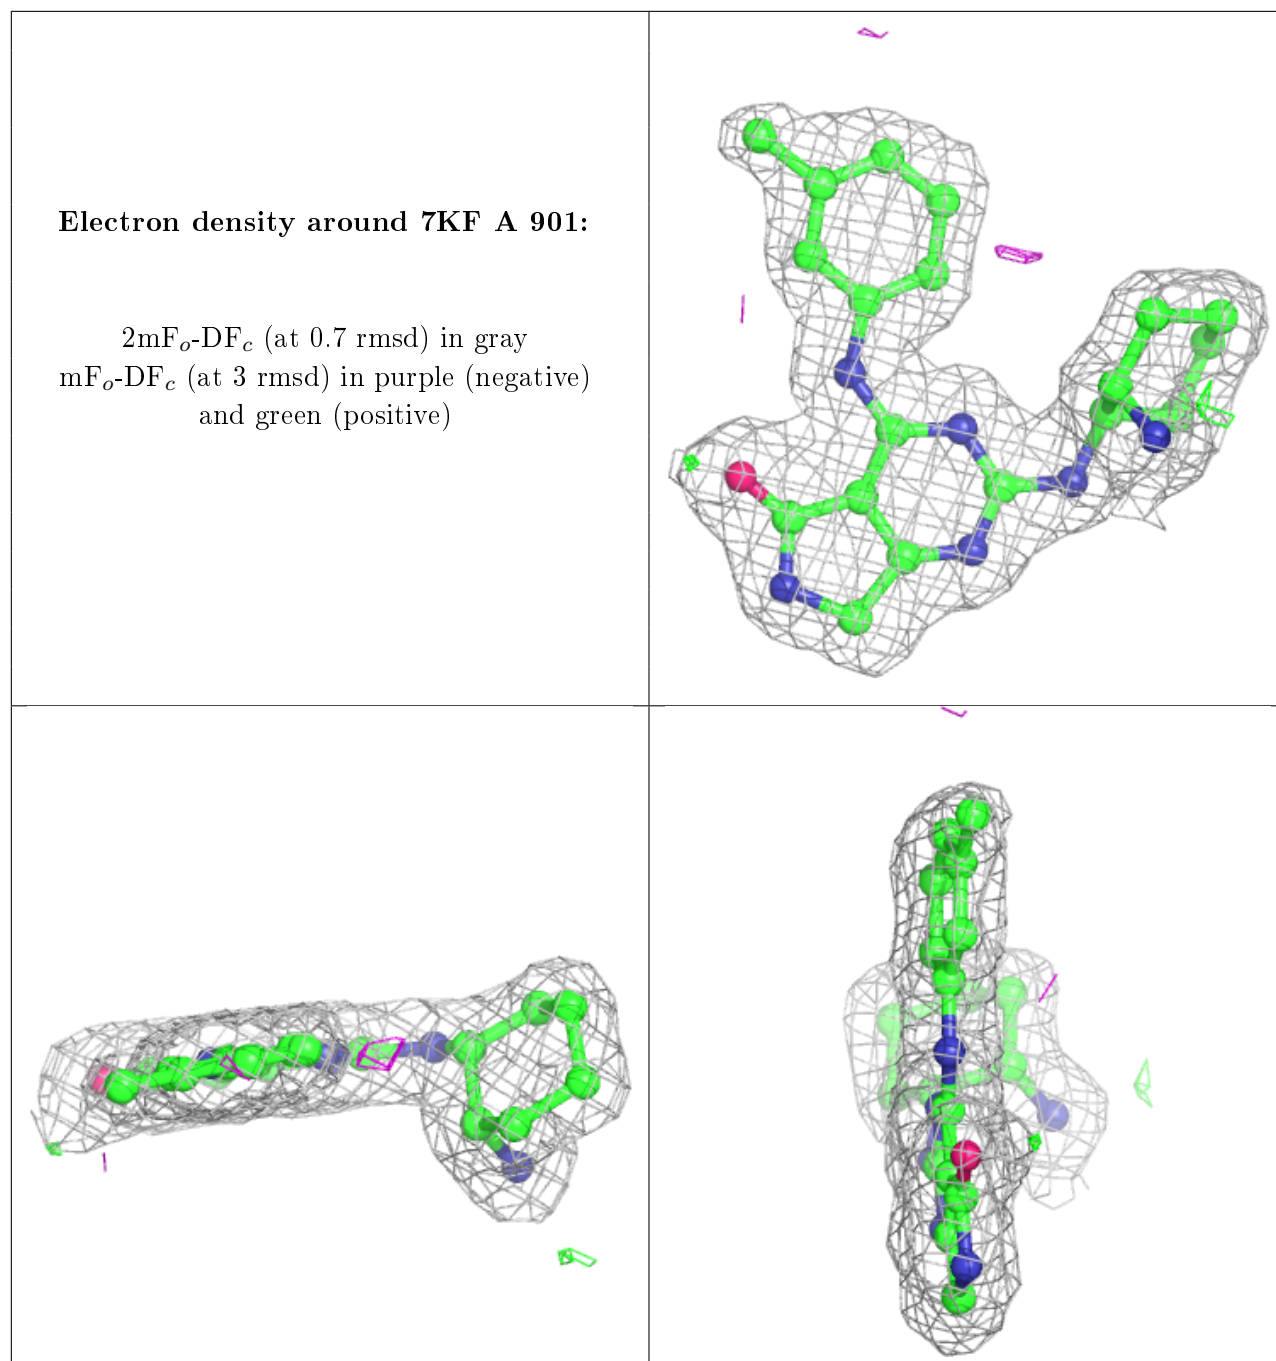 Electron density around 7KF A 901:
2mFo-DFc (at 0.7 rmsd) in gray
mFo-DFc (at 3 rmsd) in purple (negative)
and green (positive)